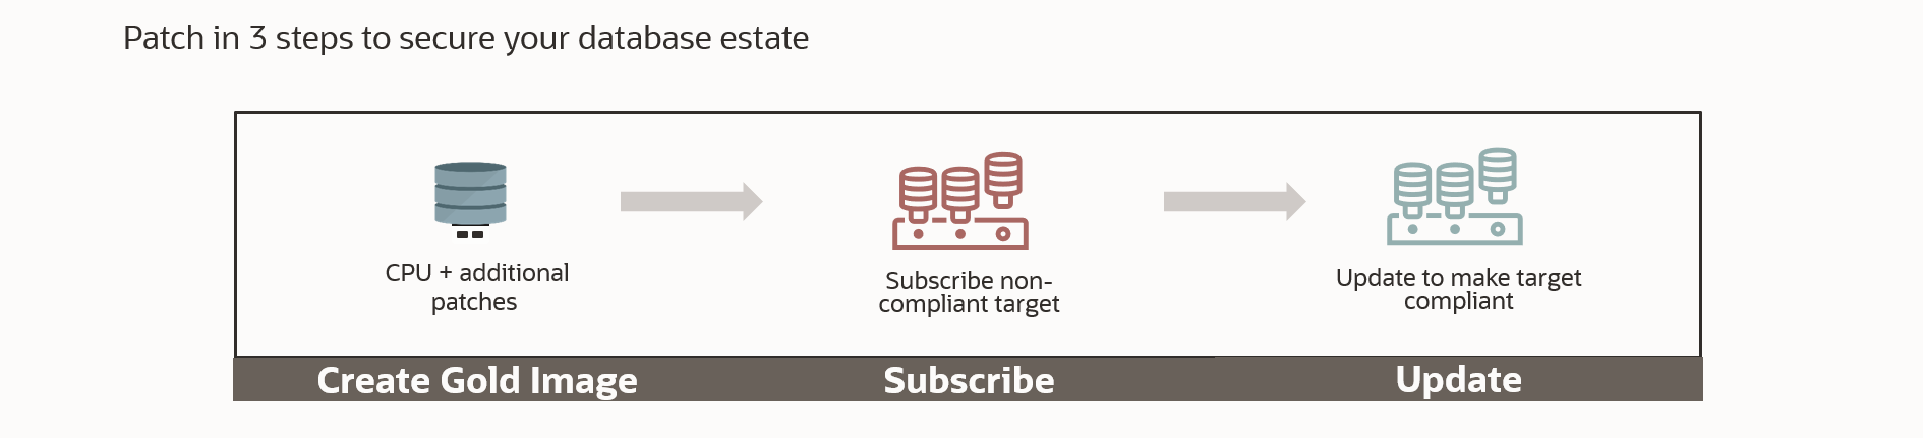 Patch in 3 steps to secure your database estate
CPU + additional
patches
Subscribe non-
compliant target
Update to make target
compliant
Create Gold Image
Subscribe
Update